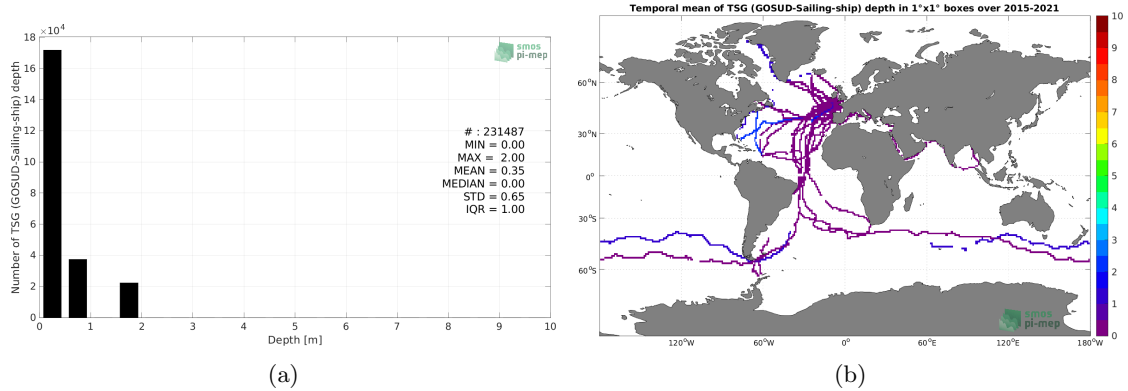 ×10⁴
18
16
14
12
10
8
6
4
2
0
Number of TSG (GOSUD-Sailing-ship) depth
smos
pi-mep
# : 231487
MIN = 0.00
MAX = 2.00
MEAN = 0.35
MEDIAN = 0.00
STD = 0.65
IQR = 1.00
0 1 2 3 4 5 6 7 8 9 10
Depth [m]
(a)
Temporal mean of TSG (GOSUD-Sailing-ship) depth in 1°x1° boxes over 2015-2021
60°N
30°N
0°
30°S
60°S
120°W 60°W 0° 60°E 120°E 180°W
smos
pi-mep
10
9
8
7
6
5
4
3
2
1
0
(b)